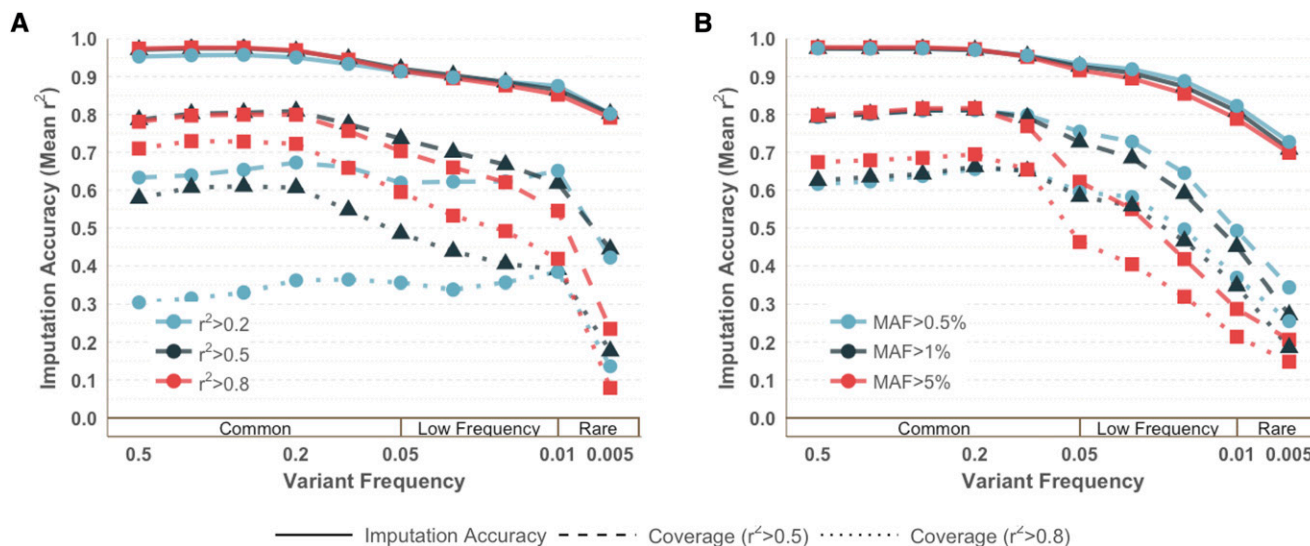 A
B
Imputation Accuracy (Mean r²)
1.0
0.9
0.8
0.7
0.6
0.5
0.4
0.3
0.2
0.1
0.0
r²>0.2
r²>0.5
r²>0.8
Common Low Frequency Rare
0.5 0.2 0.05 0.01 0.005
Variant Frequency
Imputation Accuracy (Mean r²)
1.0
0.9
0.8
0.7
0.6
0.5
0.4
0.3
0.2
0.1
0.0
MAF>0.5%
MAF>1%
MAF>5%
Common Low Frequency Rare
0.5 0.2 0.05 0.01 0.005
Variant Frequency
Imputation Accuracy Coverage (r²>0.5) Coverage (r²>0.8)